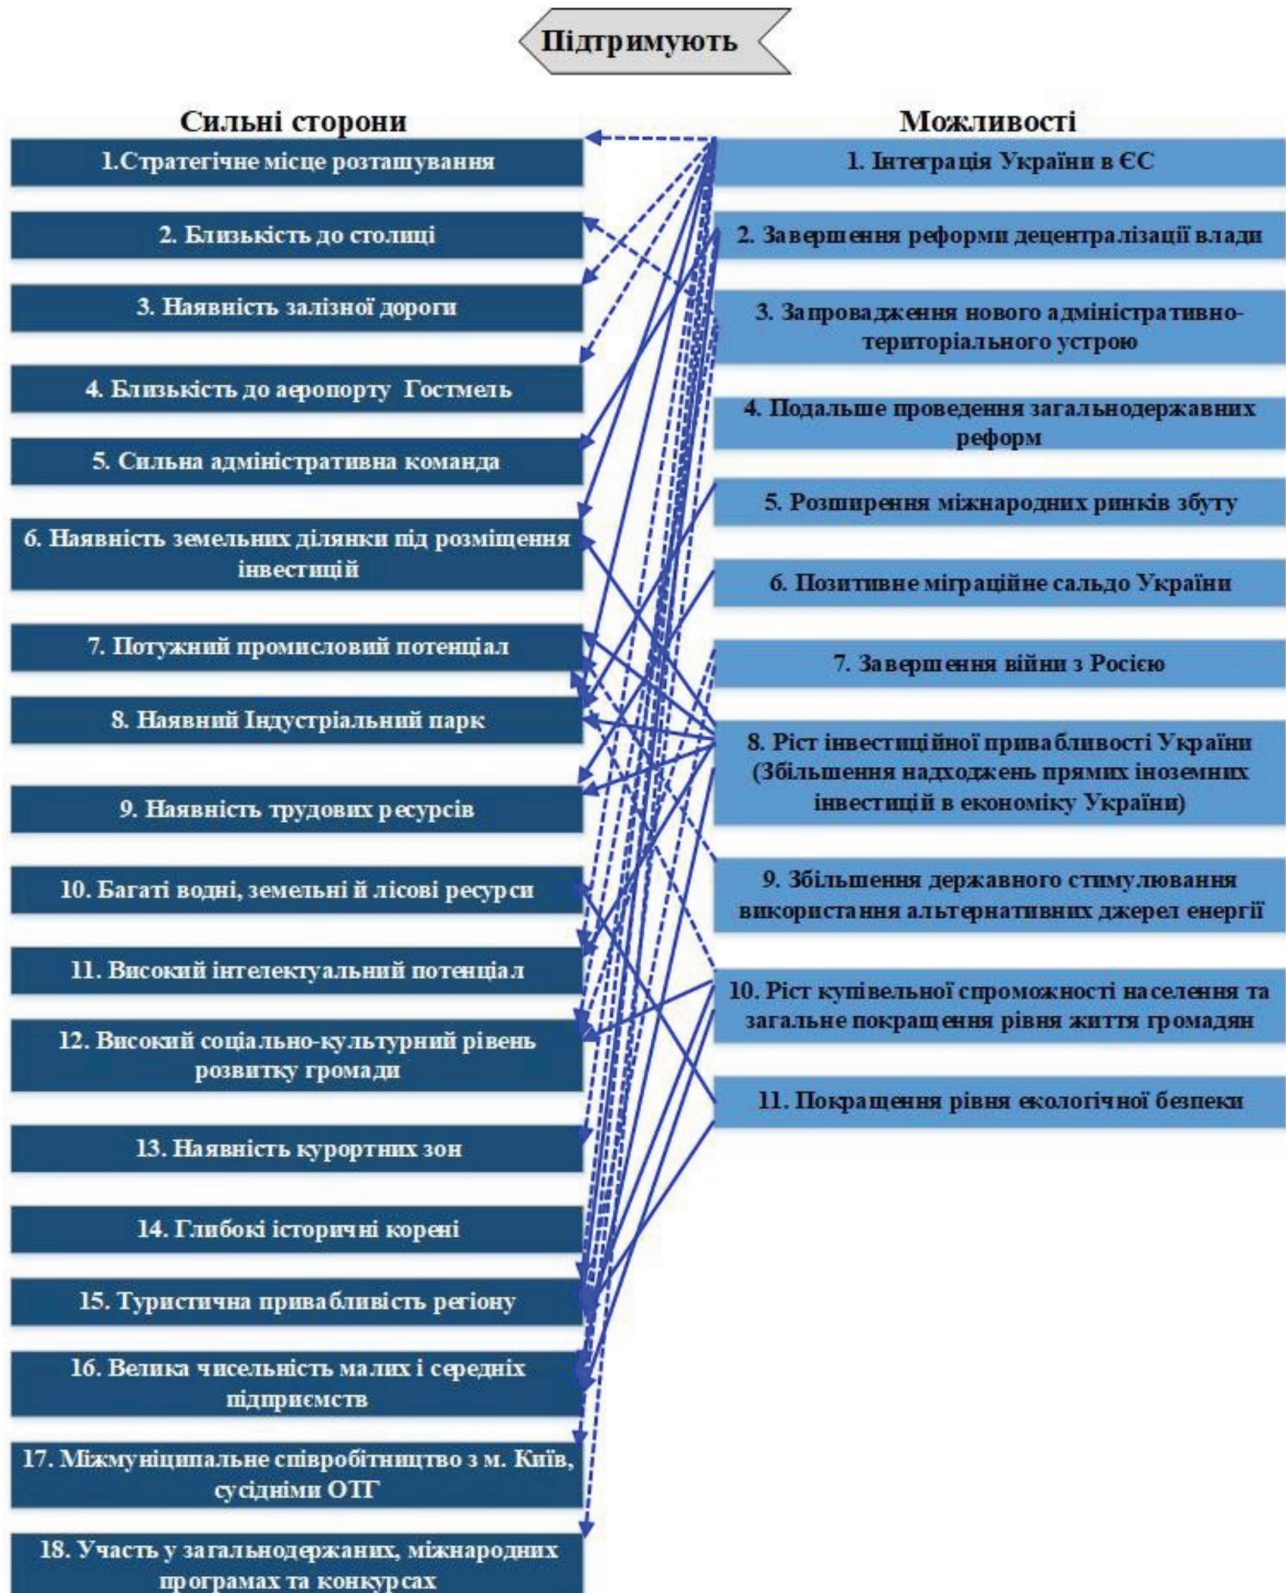 Підтримують
Сильні сторони
1.Стратегічне місце розташування
2. Близькість до столиці
3. Наявність залізної дороги
4. Близькість до аеропорту Гостмель
5. Сильна адміністративна команда
6. Наявність земельних ділянки під розміщення
інвестицій
7. Потужний промисловий потенціал
8. Наявний Індустріальний парк
9. Наявність трудових ресурсів
10. Багаті водні, земельні й лісові ресурси
11. Високий інтелектуальний потенціал
12. Високий соціально-культурний рівень
розвитку громади
13. Наявність курортних зон
14. Глибокі історичні корені
15. Туристична привабливість регіону
16. Велика чисельність малих і середніх
підприємств
17. Міжмуніципальне співробітництво з м. Київ,
сусідніми ОТГ
18. Участь у загальнодержаних, міжнародних
програмах та конкурсах
Можливості
1. Інтеграція України в ЄС
2. Завершення реформи децентралізації влади
3. Запровадження нового адміністративно-
територіального устрою
4. Подальше проведення загальнодержавних
реформ
5. Розширення міжнародних ринків збуту
6. Позитивне міграційне сальдо України
7. Завершення війни з Росією
8. Ріст інвестиційної привабливості України
(Збільшення надходжень прямих іноземних
інвестицій в економіку України)
9. Збільшення державного стимулювання
використання альтернативних джерел енергії
10. Ріст купівельної спроможності населення та
загальне покращення рівня життя громадян
11. Покращення рівня екологічної безпеки